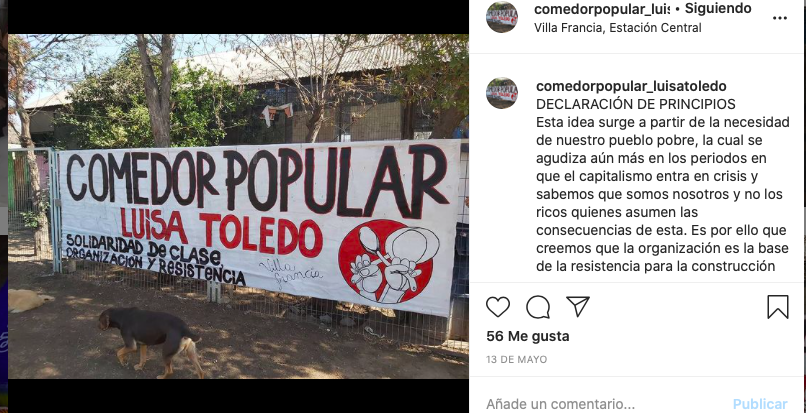 COMEDOR POPULAR
LUISA TOLEDO
SOLIDARIDAD DE CLASE,
ORGANIZACIÓN Y RESISTENCIA
Villa
Francia
comedorpopular_luis • Siguiendo
Villa Francia, Estación Central
comedorpopular_luisatoledo
DECLARACIÓN DE PRINCIPIOS
Esta idea surge a partir de la necesidad
de nuestro pueblo pobre, la cual se
agudiza aún más en los periodos en
que el capitalismo entra en crisis y
sabemos que somos nosotros y no los
ricos quienes asumen las
consecuencias de esta. Es por ello que
creemos que la organización es la base
de la resistencia para la construcción
56 Me gusta
13 DE MAYO
Añade un comentario...
Publicar